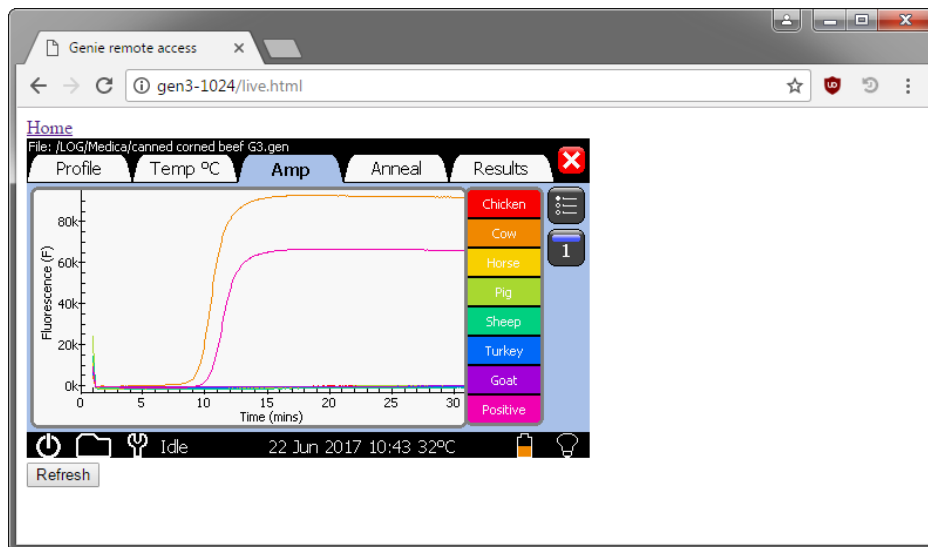 Genie remote access
gen3-1024/live.html
Home
File: /LOG/Medica/canned corned beef G3.gen
Profile Temp ºC Amp Anneal Results
Fluorescence (F)
80k
60k
40k
20k
0k
0 5 10 15 20 25 30
Time (mins)
Chicken
Cow
Horse
Pig
Sheep
Turkey
Goat
Positive
1
Idle 22 Jun 2017 10:43 32ºC
Refresh